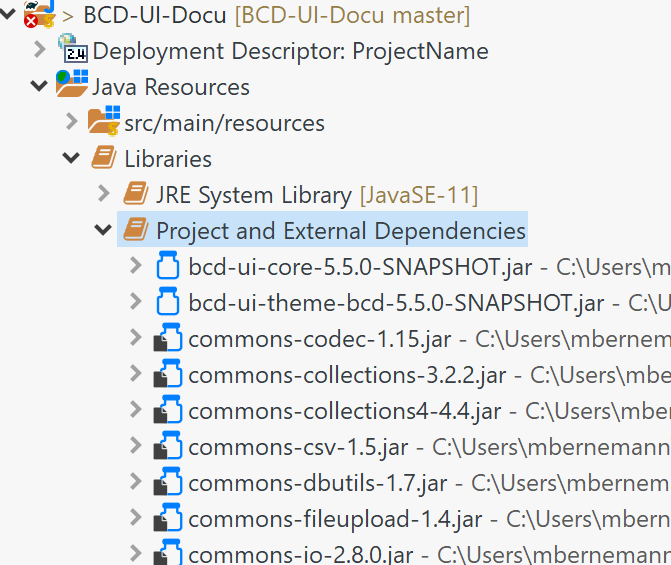 > BCD-UI-Docu [BCD-UI-Docu master]
2.4 Deployment Descriptor: ProjectName
Java Resources
src/main/resources
Libraries
JRE System Library [JavaSE-11]
Project and External Dependencies
bcd-ui-core-5.5.0-SNAPSHOT.jar - C:\Users\m
bcd-ui-theme-bcd-5.5.0-SNAPSHOT.jar - C:\U
commons-codec-1.15.jar - C:\Users\mbernema
commons-collections-3.2.2.jar - C:\Users\mbe
commons-collections4-4.4.jar - C:\Users\mber
commons-csv-1.5.jar - C:\Users\mbernemann
commons-dbutils-1.7.jar - C:\Users\mbernem
commons-fileupload-1.4.jar - C:\Users\mbern
commons-io-2.8.0.jar - C:\Users\mbernemann